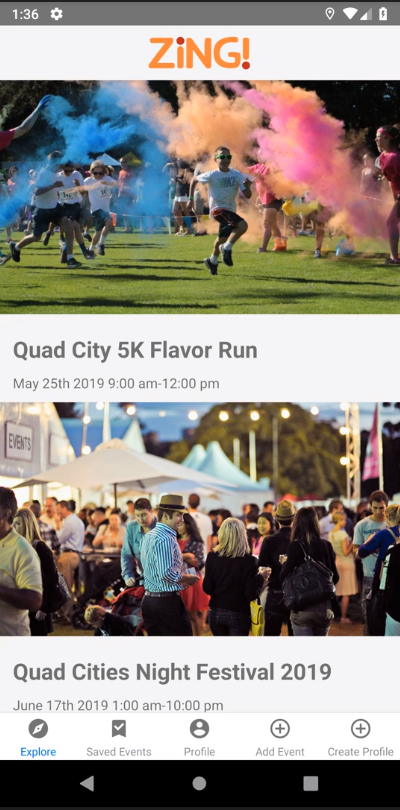 1:36
ZiNG!
EVENTS
Quad City 5K Flavor Run
May 25th 2019 9:00 am-12:00 pm
Quad Cities Night Festival 2019
June 17th 2019 1:00 am-10:00 pm
Explore Saved Events Profile Add Event Create Profile